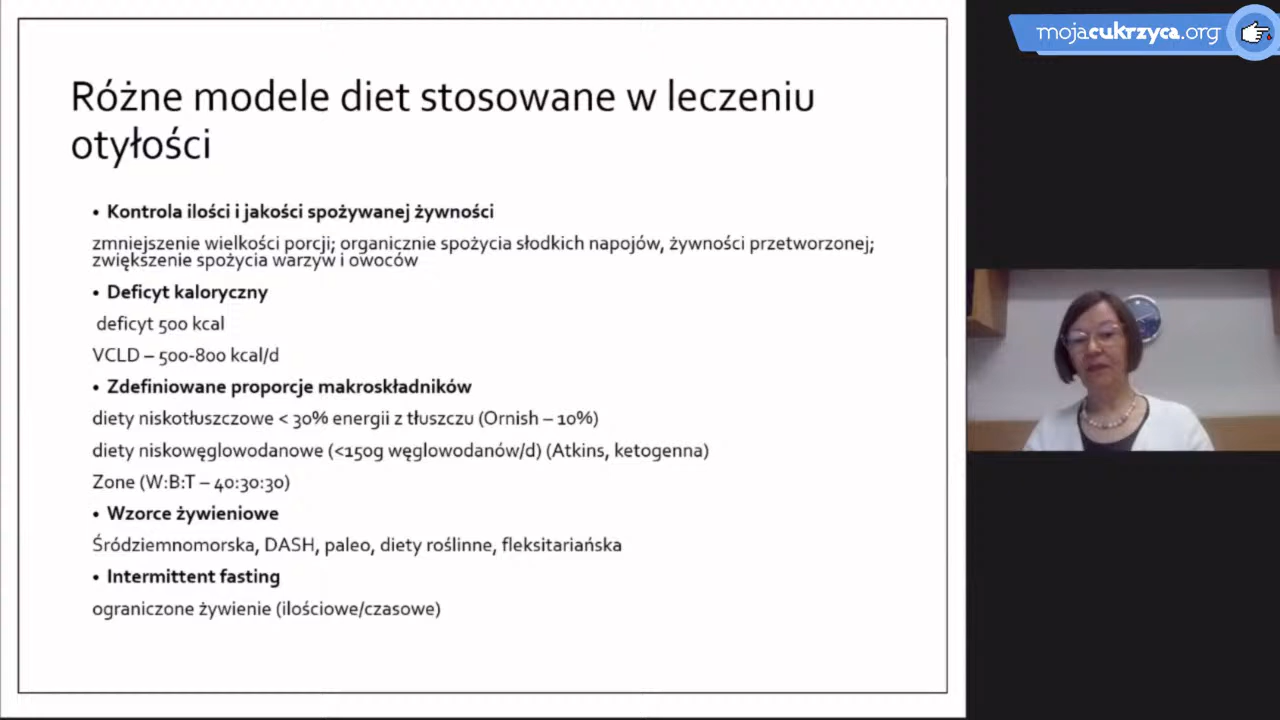 mojacukrzyca.org
Różne modele diet stosowane w leczeniu
otyłości
• Kontrola ilości i jakości spożywanej żywności
zmniejszenie wielkości porcji; organicznie spożycia słodkich napojów, żywności przetworzonej;
zwiększenie spożycia warzyw i owoców
• Deficyt kaloryczny
deficyt 500 kcal
VCLD – 500-800 kcal/d
• Zdefiniowane proporcje makroskładników
diety niskotłuszczowe < 30% energii z tłuszczu (Ornish – 10%)
diety niskowęglowodanowe (<150g węglowodanów/d) (Atkins, ketogenna)
Zone (W:B:T – 40:30:30)
• Wzorce żywieniowe
Śródziemnomorska, DASH, paleo, diety roślinne, fleksitariańska
• Intermittent fasting
ograniczone żywienie (ilościowe/czasowe)